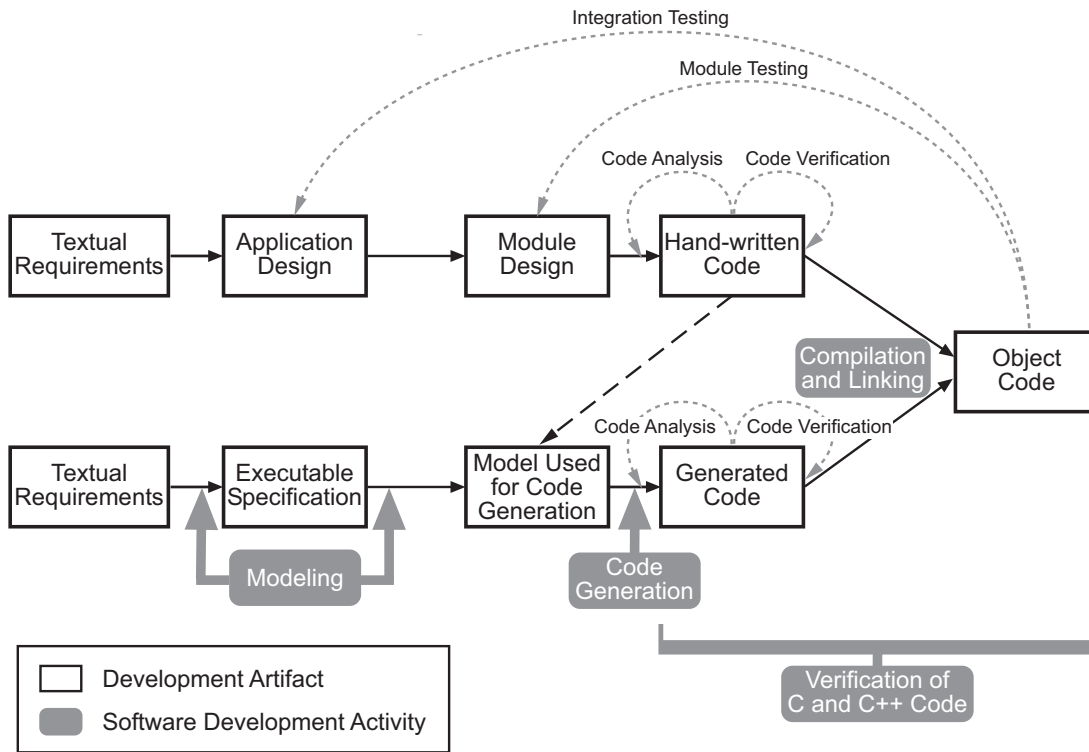 Integration Testing
Module Testing
Code Analysis
Code Verification
Textual
Requirements
Application
Design
Module
Design
Hand-written
Code
Compilation
and Linking
Object
Code
Code Analysis
Code Verification
Textual
Requirements
Executable
Specification
Model Used
for Code
Generation
Generated
Code
Modeling
Code
Generation
Development Artifact
Software Development Activity
Verification of
C and C++ Code